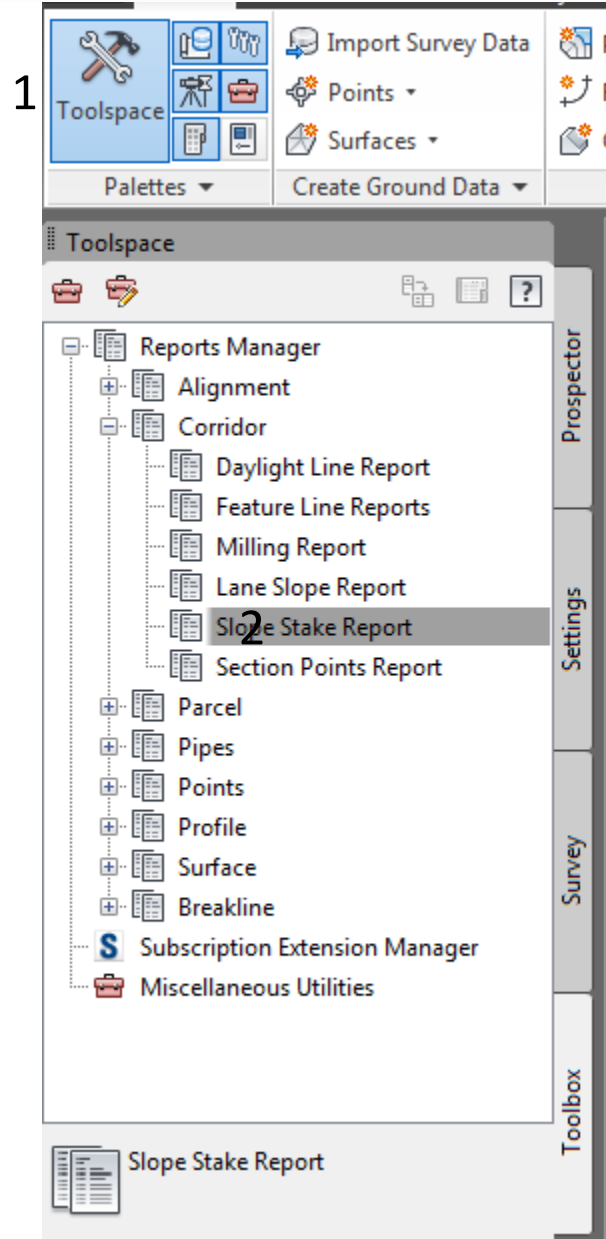 Import Survey Data
1
Toolspace
Points
Surfaces
Palettes
Create Ground Data
Toolspace
?
Reports Manager
Alignment
Corridor
Daylight Line Report
Feature Line Reports
Milling Report
Lane Slope Report
2
Slope Stake Report
Section Points Report
Parcel
Pipes
Points
Profile
Surface
Breakline
S Subscription Extension Manager
Miscellaneous Utilities
Prospector
Settings
Survey
Toolbox
Slope Stake Report